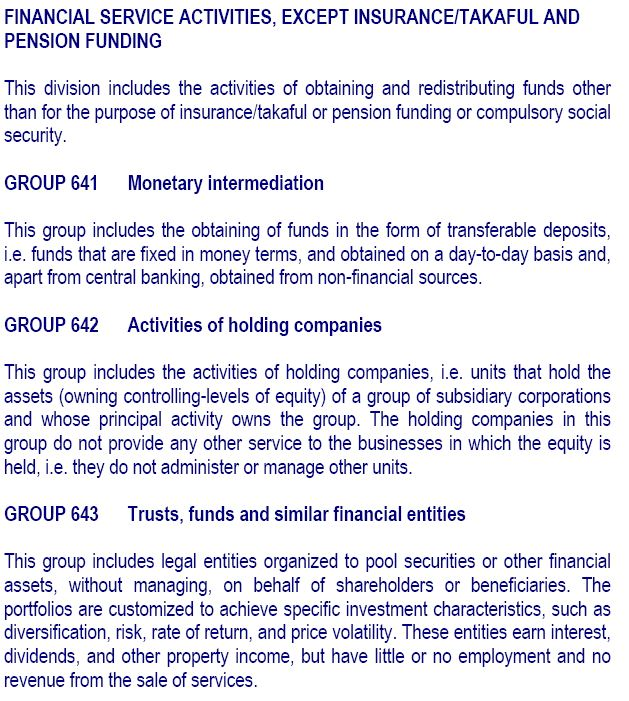 FINANCIAL SERVICE ACTIVITIES, EXCEPT INSURANCE/TAKAFUL AND
PENSION FUNDING
This division includes the activities of obtaining and redistributing funds other
than for the purpose of insurance/takaful or pension funding or compulsory social
security.
GROUP 641 Monetary intermediation
This group includes the obtaining of funds in the form of transferable deposits,
i.e. funds that are fixed in money terms, and obtained on a day-to-day basis and,
apart from central banking, obtained from non-financial sources.
GROUP 642 Activities of holding companies
This group includes the activities of holding companies, i.e. units that hold the
assets (owning controlling-levels of equity) of a group of subsidiary corporations
and whose principal activity owns the group. The holding companies in this
group do not provide any other service to the businesses in which the equity is
held, i.e. they do not administer or manage other units.
GROUP 643 Trusts, funds and similar financial entities
This group includes legal entities organized to pool securities or other financial
assets, without managing, on behalf of shareholders or beneficiaries. The
portfolios are customized to achieve specific investment characteristics, such as
diversification, risk, rate of return, and price volatility. These entities earn interest,
dividends, and other property income, but have little or no employment and no
revenue from the sale of services.